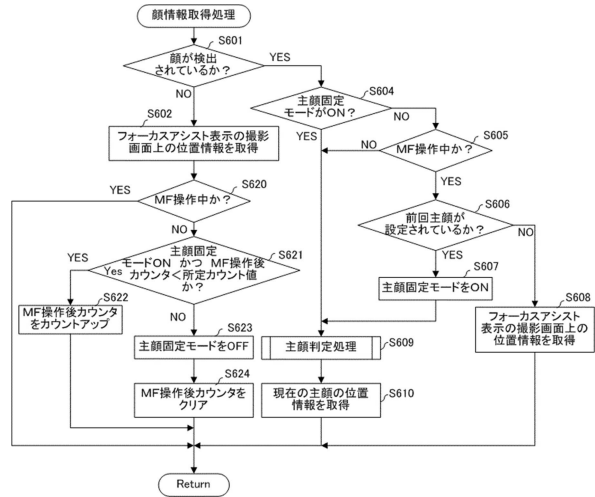 顔情報取得処理
S601
顔が検出
されているか？
YES
NO
S604
主顔固定
モードがON？
NO
YES
S602
フォーカスアシスト表示の撮影
画面上の位置情報を取得
S605
MF操作中か？
NO
YES
S620
MF操作中か？
YES
NO
S606
前回主顔が
設定されているか？
NO
YES
S621
主顔固定
モードON かつ MF操作後
カウンタ＜所定カウント値
か？
YES
Yes
NO
S607
主顔固定モードをON
S622
MF操作後カウンタ
をカウントアップ
S608
フォーカスアシスト
表示の撮影画面上の
位置情報を取得
S623
主顔固定モードをOFF
主顔判定処理
S609
S624
MF操作後カウンタを
クリア
現在の主顔の位置
情報を取得
S610
Return